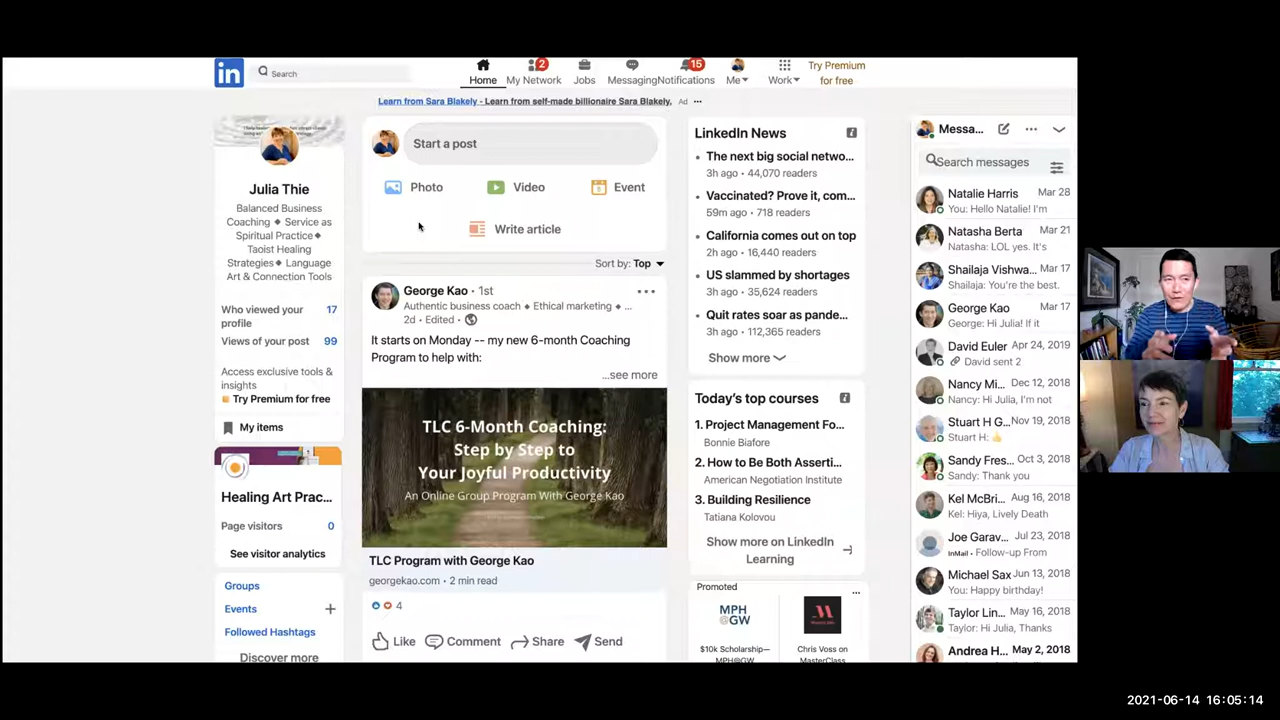 in
Search
Home
2
My Network
Jobs
Messaging
15
Notifications
Me
Work
Try Premium
for free
Learn from Sara Blakely - Learn from self-made billionaire Sara Blakely.
Ad
Julia Thie
Balanced Business
Coaching ◆ Service as
Spiritual Practice◆
Taoist Healing
Strategies◆ Language
Art & Connection Tools
Who viewed your 17
profile
Views of your post 99
Access exclusive tools &
insights
Try Premium for free
My items
Healing Art Prac...
Page visitors 0
See visitor analytics
Groups
Events +
Followed Hashtags
Discover more
Start a post
Photo
Video
Event
Write article
Sort by: Top
George Kao • 1st
Authentic business coach ◆ Ethical marketing ◆ ...
2d • Edited •
It starts on Monday -- my new 6-month Coaching
Program to help with:
...see more
TLC 6-Month Coaching:
Step by Step to
Your Joyful Productivity
An Online Group Program With George Kao
TLC Program with George Kao
georgekao.com • 2 min read
4
Like
Comment
Share
Send
LinkedIn News
The next big social netwo...
3h ago • 44,070 readers
Vaccinated? Prove it, com...
59m ago • 718 readers
California comes out on top
2h ago • 16,440 readers
US slammed by shortages
3h ago • 35,624 readers
Quit rates soar as pande...
3h ago • 112,365 readers
Show more
Today's top courses
1. Project Management Fo...
Bonnie Biafore
2. How to Be Both Asserti...
American Negotiation Institute
3. Building Resilience
Tatiana Kolovou
Show more on LinkedIn
Learning
Promoted
MPH
@GW
$10k Scholarship—
MPH@GW
Chris Voss on
MasterClass
Messa...
Search messages
Natalie Harris Mar 28
You: Hello Natalie! I'm
Natasha Berta Mar 21
Natasha: LOL yes. It's
Shailaja Vishwa... Mar 17
Shailaja: You're the best.
George Kao Mar 17
George: Hi Julia! If it
David Euler Apr 24, 2019
David sent 2
Nancy Mi... Dec 12, 2018
Nancy: Hi Julia, I'm not
Stuart H G... Nov 19, 2018
Stuart H: 👍
Sandy Fres... Oct 3, 2018
Sandy: Thank you
Kel McBri... Aug 16, 2018
Kel: Hiya, Lively Death
Joe Garav... Jul 23, 2018
InMail • Follow-up From
Michael Sax Jun 13, 2018
You: Happy birthday!
Taylor Lin... May 16, 2018
Taylor: Hi Julia, Thanks
Andrea H... May 2, 2018
2021-06-14 16:05:14